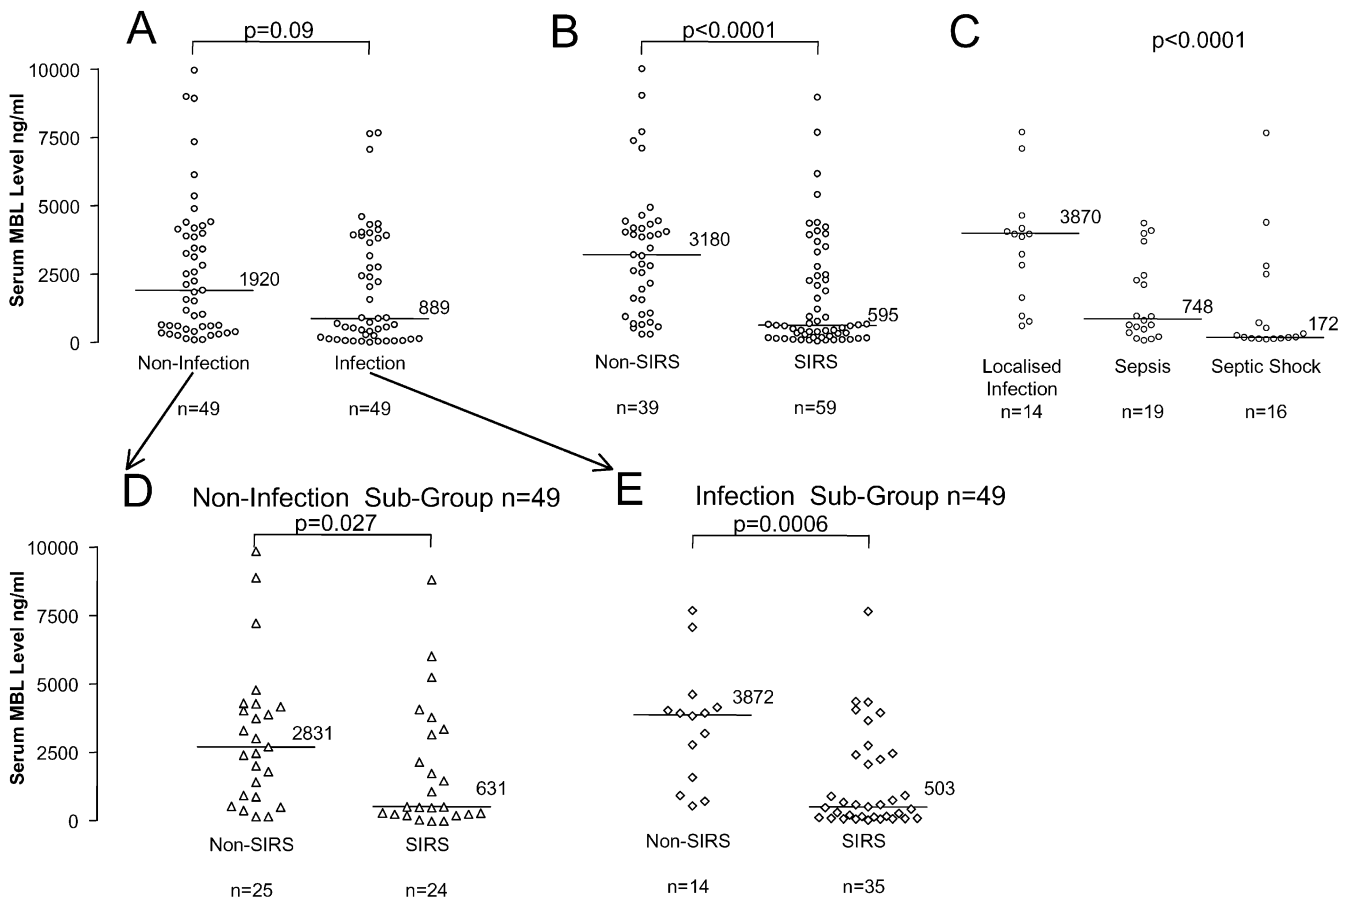 A
p=0.09
B
p<0.0001
C
p<0.0001
Serum MBL Level ng/ml
10000
7500
5000
2500
0
1920
889
3180
595
3870
748
172
Non-Infection
Infection
Non-SIRS
SIRS
Localised
Infection
Sepsis
Septic Shock
n=49
n=49
n=39
n=59
n=14
n=19
n=16
D
Non-Infection Sub-Group n=49
p=0.027
E
Infection Sub-Group n=49
p=0.0006
Serum MBL Level ng/ml
10000
7500
5000
2500
0
2831
631
3872
503
Non-SIRS
SIRS
Non-SIRS
SIRS
n=25
n=24
n=14
n=35